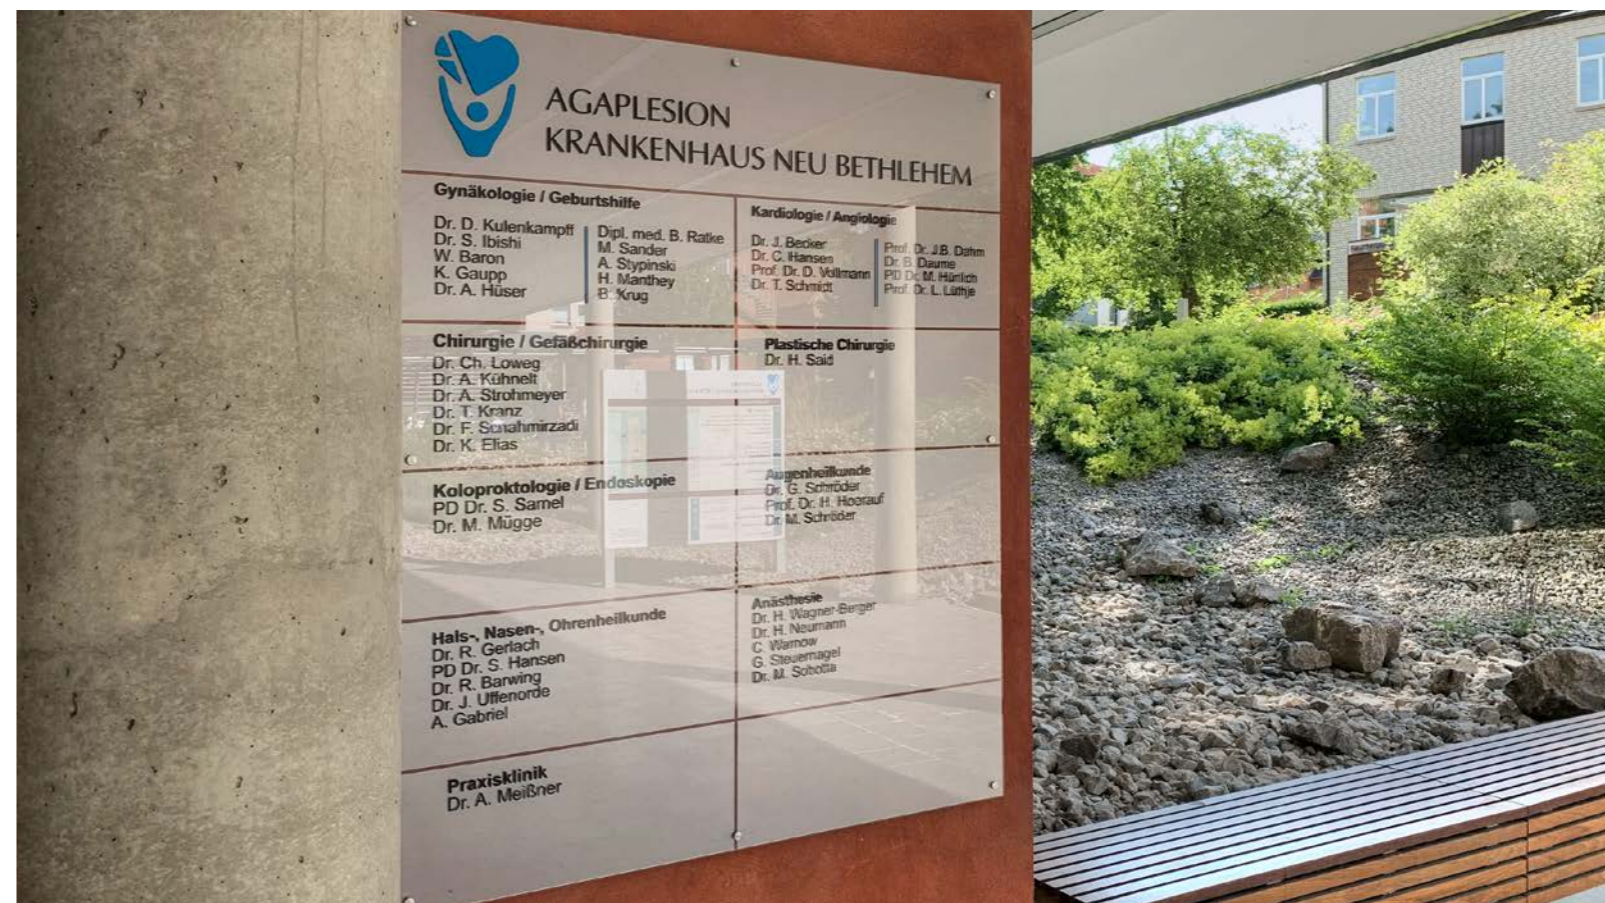 AGAPLESION
KRANKENHAUS NEU BETHLEHEM
Gynäkologie / Geburtshilfe
Dr. D. Kulenkampff
Dr. S. Ibishi
W. Baron
K. Gaupp
Dr. A. Hüser
Dipl. med. B. Ratke
M. Sander
A. Stypinski
H. Manthey
B. Krug
Kardiologie / Angiologie
Dr. J. Becker
Dr. C. Hansen
Prof. Dr. D. Vollmann
Dr. T. Schmidt
Prof. Dr. J.B. Dahm
Dr. B. Daume
PD Dr. M. Hünlich
Prof. Dr. L. Lüthje
Chirurgie / Gefäßchirurgie
Dr. Ch. Loweg
Dr. A. Kühnelt
Dr. A. Strohmeyer
Dr. T. Kranz
Dr. F. Schahmirzadi
Dr. K. Elias
Plastische Chirurgie
Dr. H. Said
Koloproktologie / Endoskopie
PD Dr. S. Samel
Dr. M. Mügge
Augenheilkunde
Dr. G. Schröder
Prof. Dr. H. Hoerauf
Dr. M. Schröder
Hals-, Nasen-, Ohrenheilkunde
Dr. R. Gerlach
PD Dr. S. Hansen
Dr. R. Barwing
Dr. J. Uffenorde
A. Gabriel
Anästhesie
Dr. H. Wagner-Berger
Dr. H. Neumann
C. Warnow
G. Steuernagel
Dr. M. Sobotta
Praxisklinik
Dr. A. Meißner